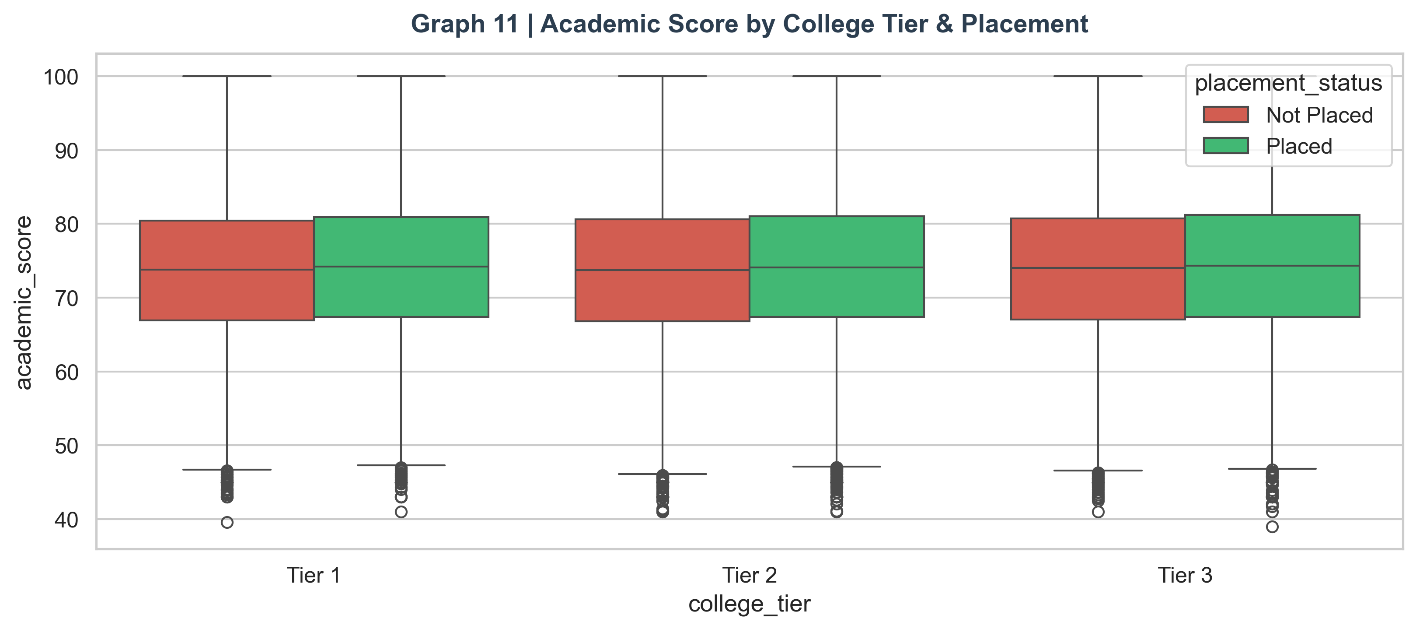 Graph 11 | Academic Score by College Tier & Placement
academic_score
100
90
80
70
60
50
40
placement_status
Not Placed
Placed
Tier 1
Tier 2
Tier 3
college_tier